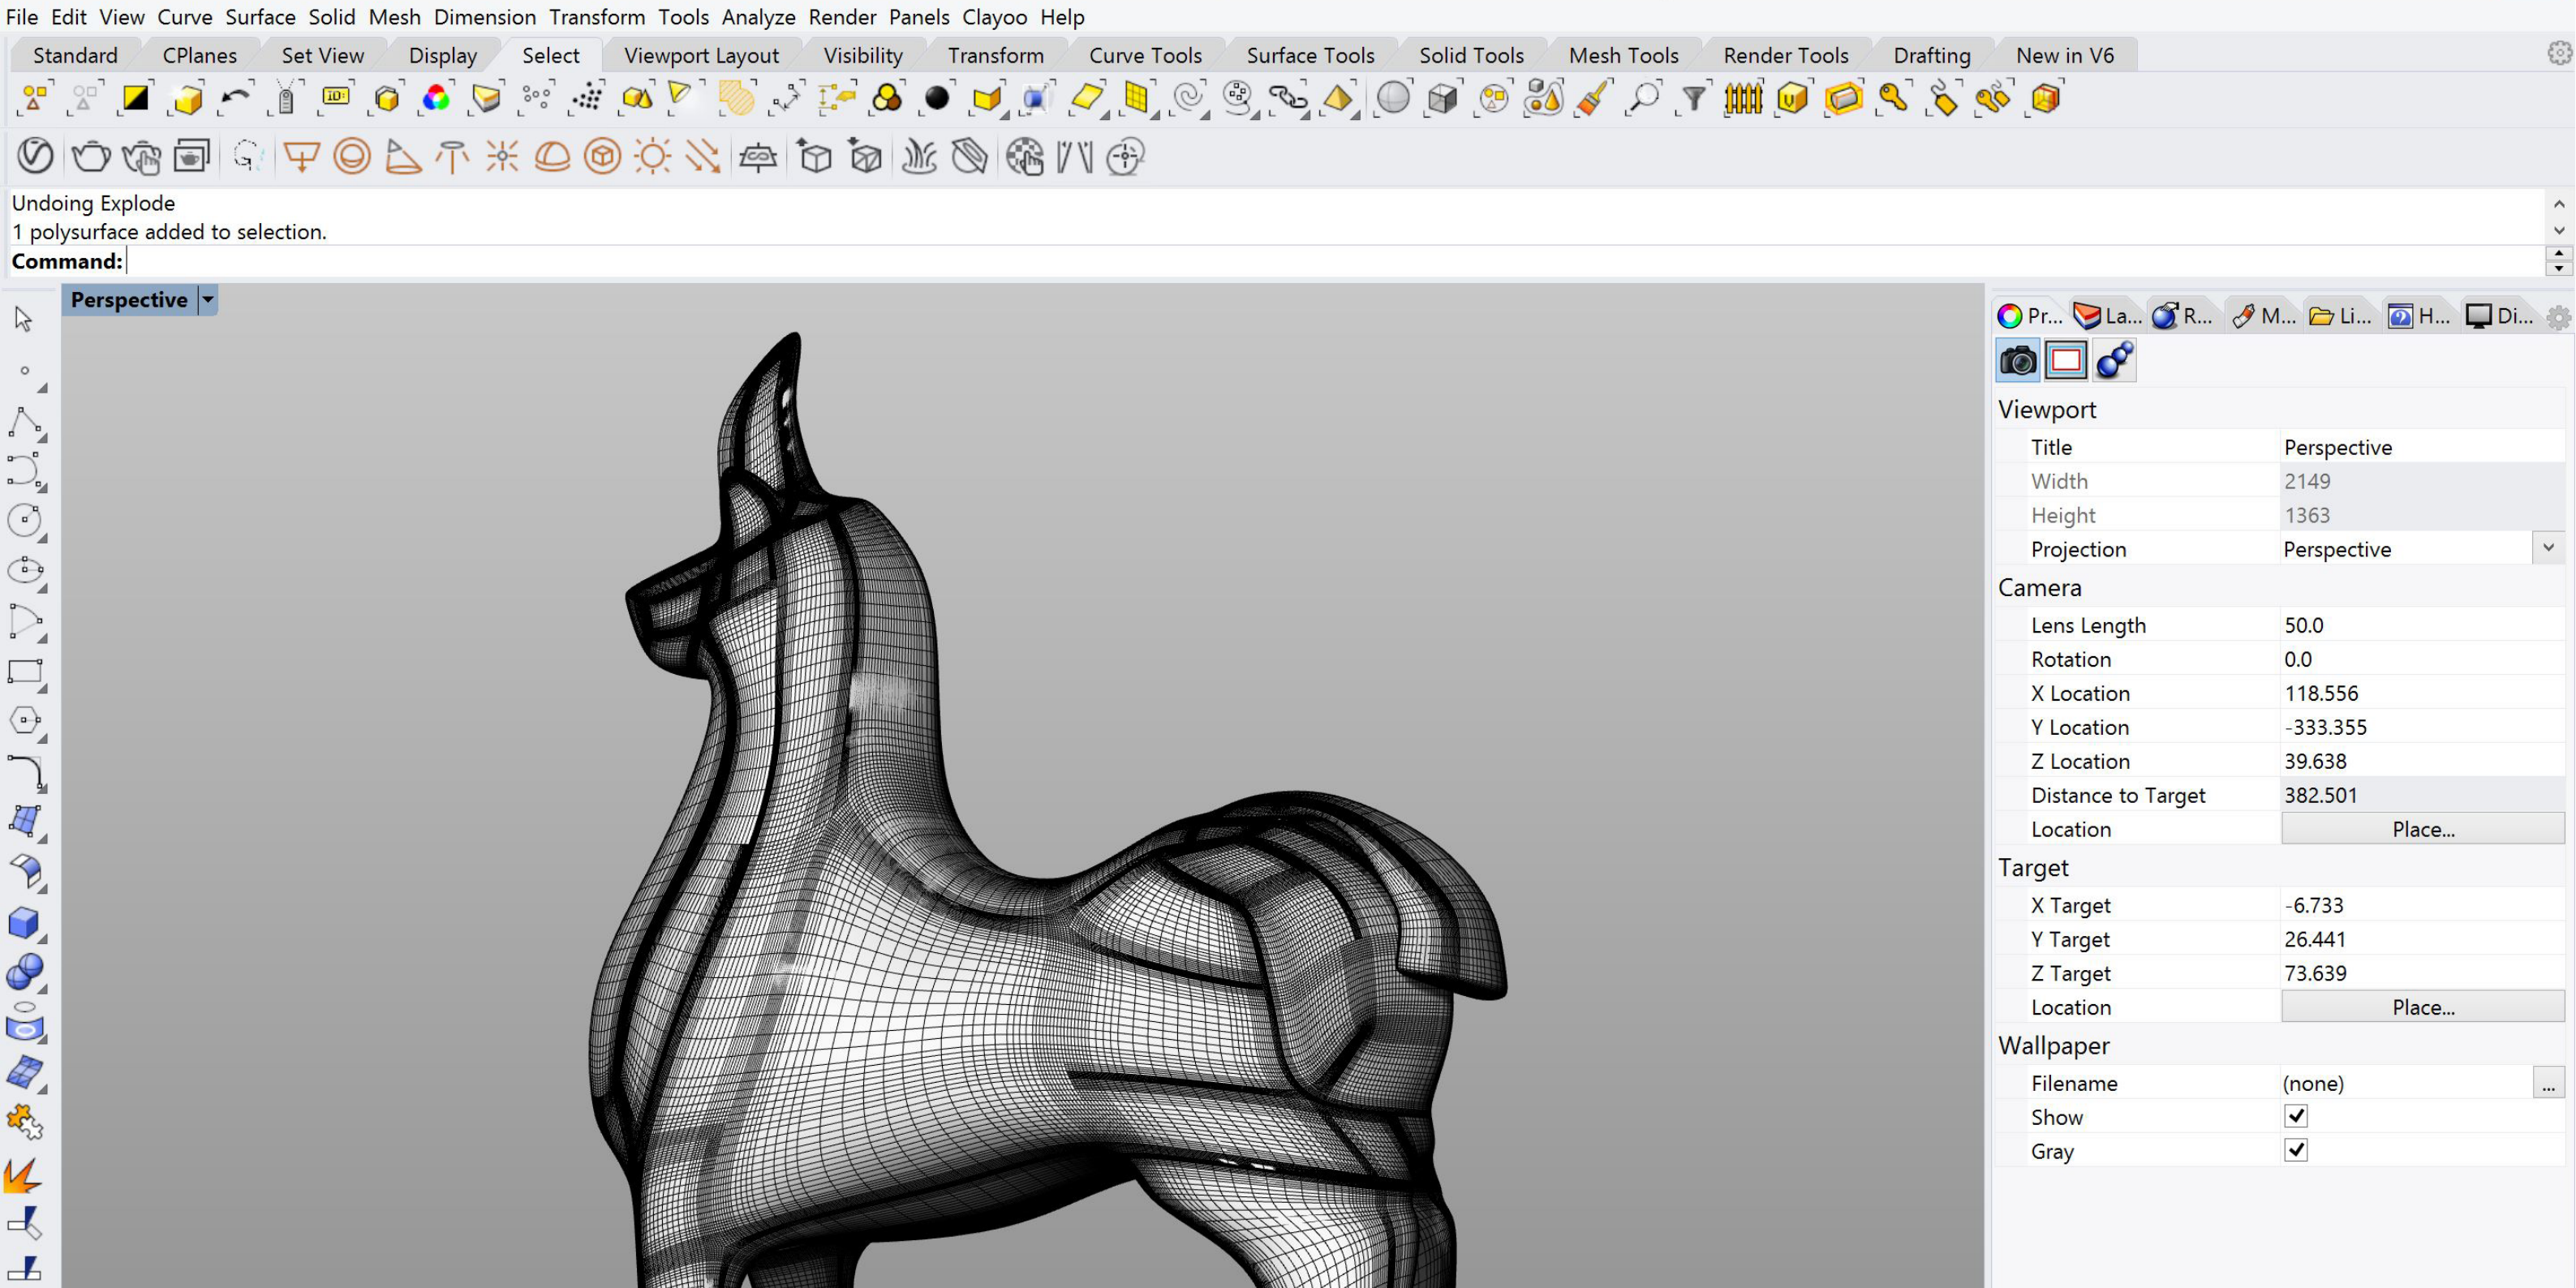 File Edit View Curve Surface Solid Mesh Dimension Transform Tools Analyze Render Panels Clayoo Help
Standard CPlanes Set View Display Select Viewport Layout Visibility Transform Curve Tools Surface Tools Solid Tools Mesh Tools Render Tools Drafting New in V6
ID:
U
Undoing Explode
1 polysurface added to selection.
Command:
Perspective
Pr... La... R... M... Li... H... Di...
Viewport
Title Perspective
Width 2149
Height 1363
Projection Perspective
Camera
Lens Length 50.0
Rotation 0.0
X Location 118.556
Y Location -333.355
Z Location 39.638
Distance to Target 382.501
Location Place...
Target
X Target -6.733
Y Target 26.441
Z Target 73.639
Location Place...
Wallpaper
Filename (none) ...
Show
Gray